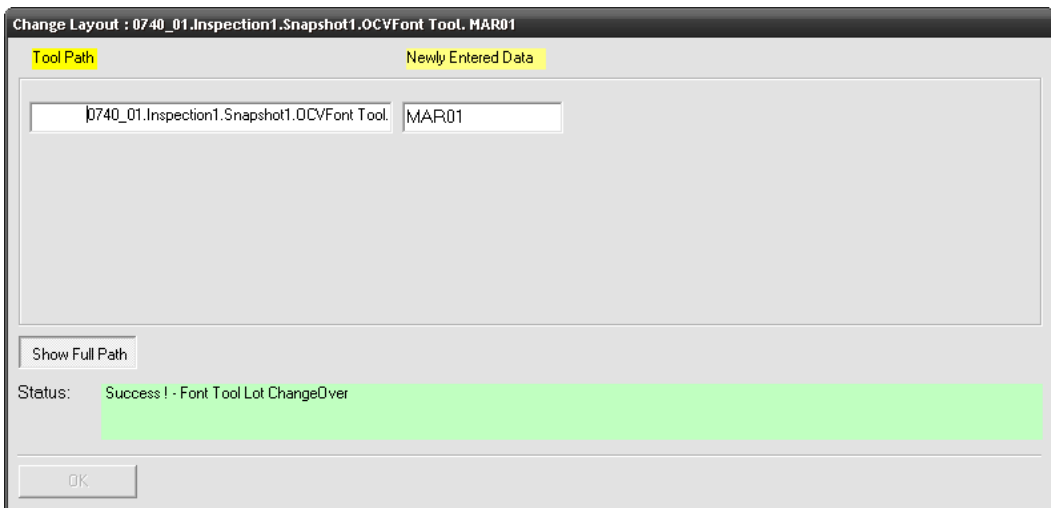 Change Layout : 0740_01.Inspection1.Snapshot1.OCVFont Tool. MAR01
Tool Path Newly Entered Data
0740_01.Inspection1.Snapshot1.OCVFont Tool. MAR01
Show Full Path
Status: Success ! - Font Tool Lot ChangeOver
OK